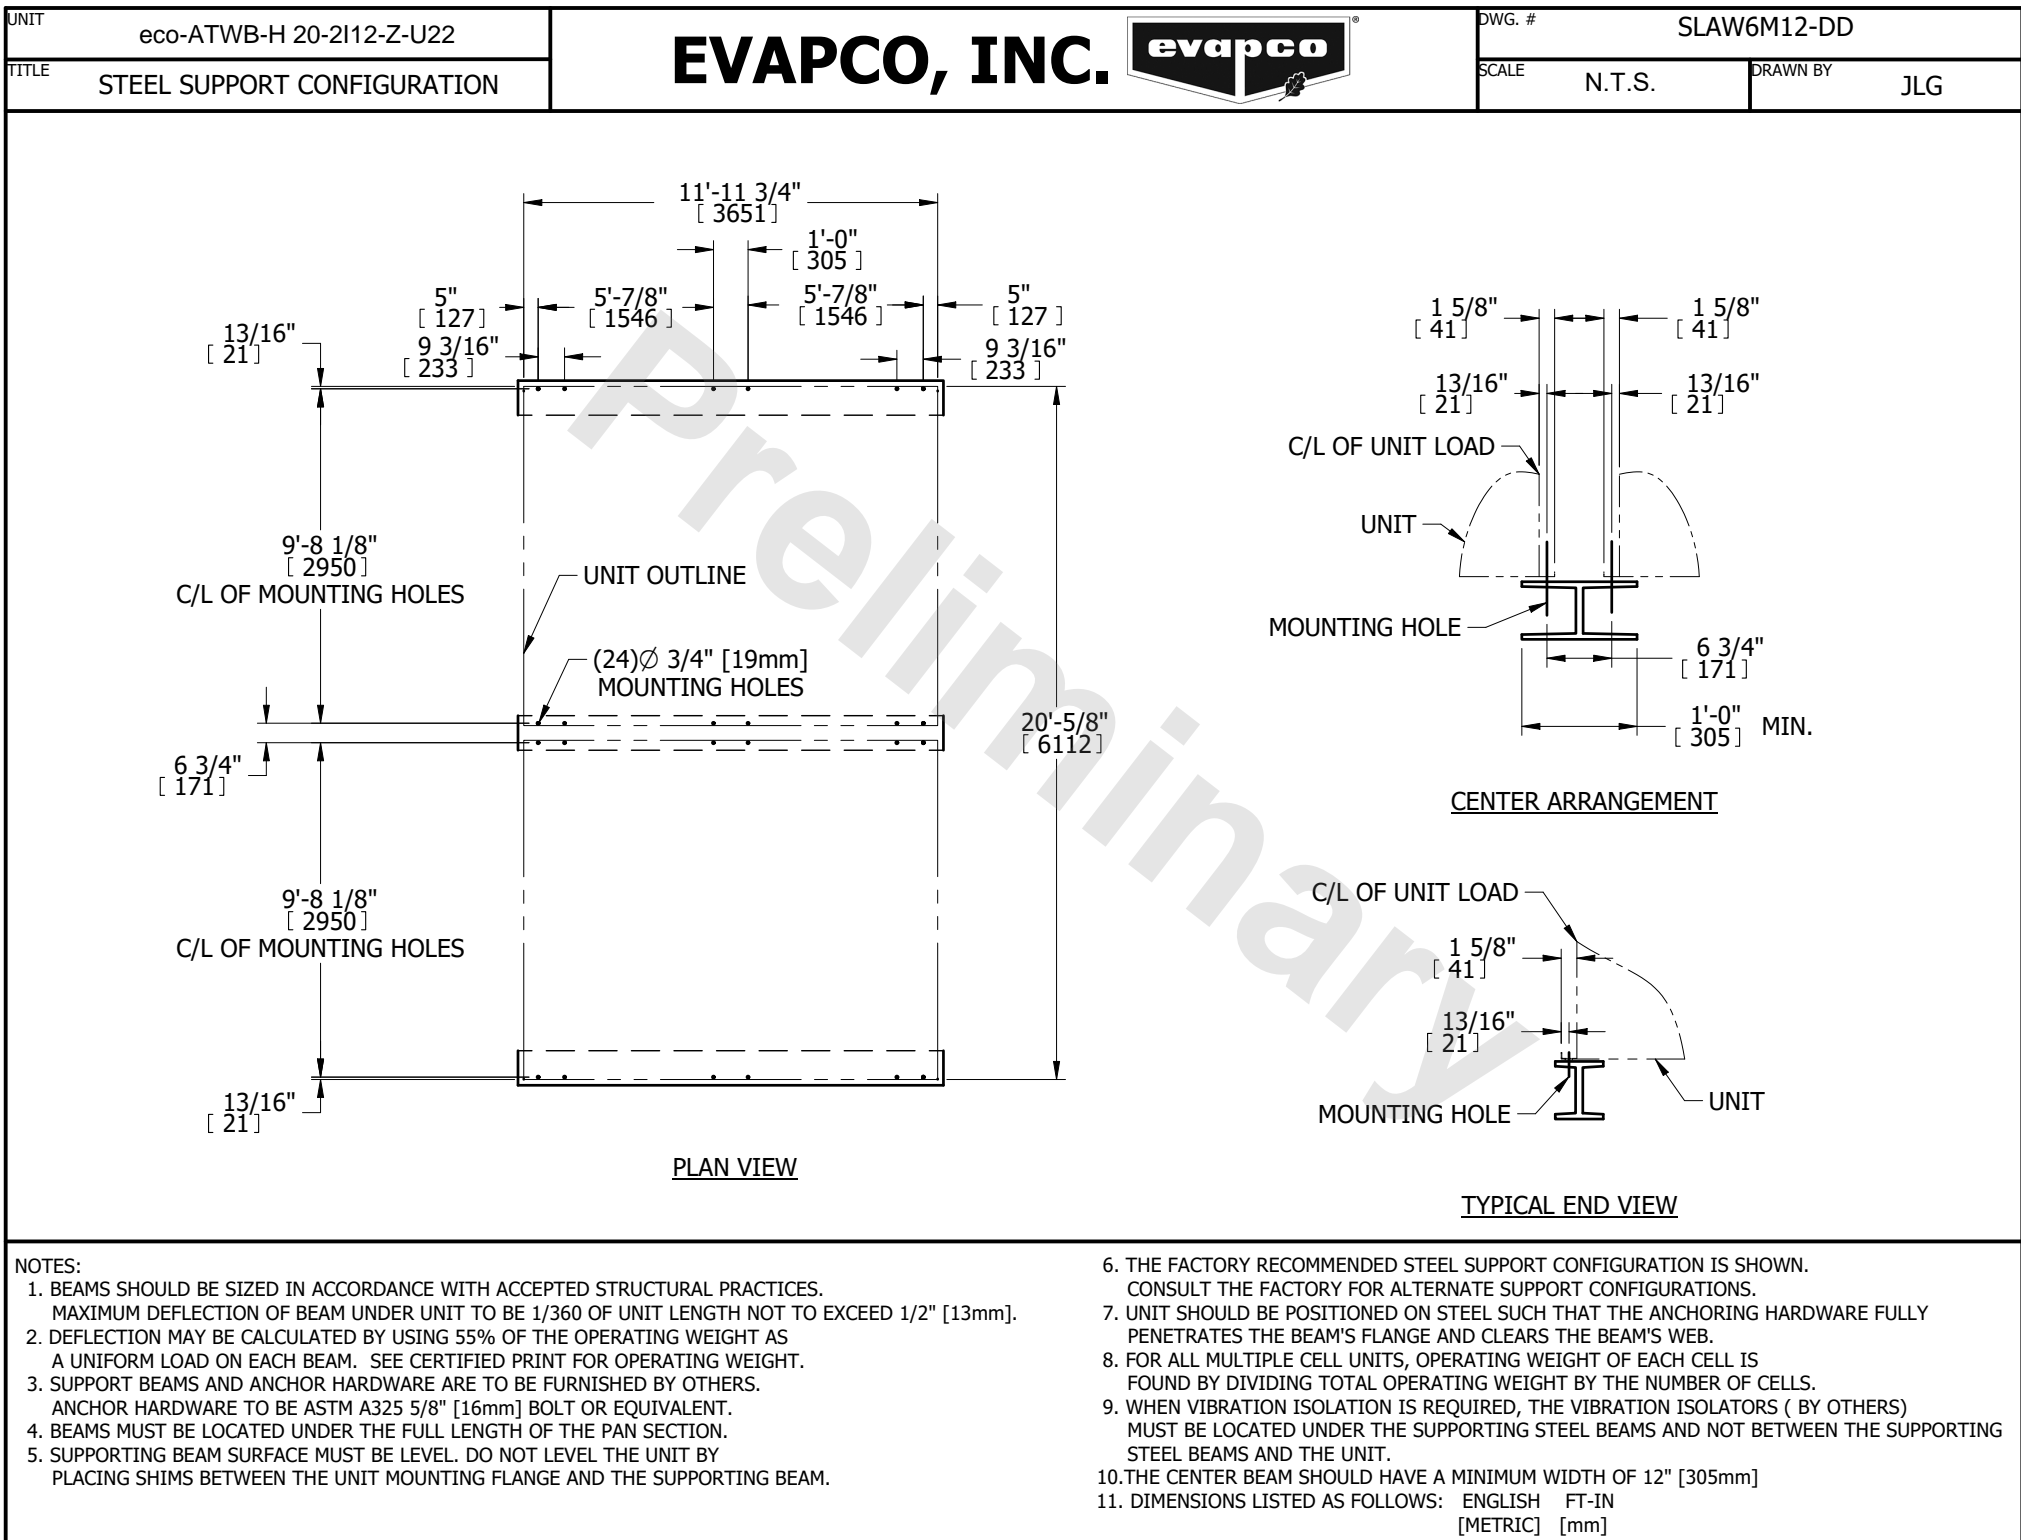 UNIT
eco-ATWB-H 20-2I12-Z-U22
TITLE
STEEL SUPPORT CONFIGURATION
EVAPCO, INC.
evapco
®
DWG. #
SLAW6M12-DD
SCALE
N.T.S.
DRAWN BY
JLG
11'-11 3/4"
[ 3651]
1'-0"
[ 305 ]
5"
[ 127]
5'-7/8"
[ 1546 ]
5'-7/8"
[ 1546 ]
5"
[ 127 ]
13/16"
[ 21]
9 3/16"
[ 233 ]
9 3/16"
[ 233 ]
9'-8 1/8"
[ 2950]
C/L OF MOUNTING HOLES
UNIT OUTLINE
(24)∅ 3/4" [19mm]
MOUNTING HOLES
20'-5/8"
[ 6112]
6 3/4"
[ 171]
9'-8 1/8"
[ 2950]
C/L OF MOUNTING HOLES
13/16"
[ 21]
PLAN VIEW
1 5/8"
[ 41]
1 5/8"
[ 41]
13/16"
[ 21]
13/16"
[ 21]
C/L OF UNIT LOAD
UNIT
MOUNTING HOLE
6 3/4"
[ 171]
1'-0"
[ 305] MIN.
CENTER ARRANGEMENT
C/L OF UNIT LOAD
1 5/8"
[ 41]
13/16"
[ 21]
MOUNTING HOLE
UNIT
TYPICAL END VIEW
Preliminary
NOTES:
1. BEAMS SHOULD BE SIZED IN ACCORDANCE WITH ACCEPTED STRUCTURAL PRACTICES.
MAXIMUM DEFLECTION OF BEAM UNDER UNIT TO BE 1/360 OF UNIT LENGTH NOT TO EXCEED 1/2" [13mm].
2. DEFLECTION MAY BE CALCULATED BY USING 55% OF THE OPERATING WEIGHT AS
A UNIFORM LOAD ON EACH BEAM. SEE CERTIFIED PRINT FOR OPERATING WEIGHT.
3. SUPPORT BEAMS AND ANCHOR HARDWARE ARE TO BE FURNISHED BY OTHERS.
ANCHOR HARDWARE TO BE ASTM A325 5/8" [16mm] BOLT OR EQUIVALENT.
4. BEAMS MUST BE LOCATED UNDER THE FULL LENGTH OF THE PAN SECTION.
5. SUPPORTING BEAM SURFACE MUST BE LEVEL. DO NOT LEVEL THE UNIT BY
PLACING SHIMS BETWEEN THE UNIT MOUNTING FLANGE AND THE SUPPORTING BEAM.
6. THE FACTORY RECOMMENDED STEEL SUPPORT CONFIGURATION IS SHOWN.
CONSULT THE FACTORY FOR ALTERNATE SUPPORT CONFIGURATIONS.
7. UNIT SHOULD BE POSITIONED ON STEEL SUCH THAT THE ANCHORING HARDWARE FULLY
PENETRATES THE BEAM'S FLANGE AND CLEARS THE BEAM'S WEB.
8. FOR ALL MULTIPLE CELL UNITS, OPERATING WEIGHT OF EACH CELL IS
FOUND BY DIVIDING TOTAL OPERATING WEIGHT BY THE NUMBER OF CELLS.
9. WHEN VIBRATION ISOLATION IS REQUIRED, THE VIBRATION ISOLATORS ( BY OTHERS)
MUST BE LOCATED UNDER THE SUPPORTING STEEL BEAMS AND NOT BETWEEN THE SUPPORTING
STEEL BEAMS AND THE UNIT.
10.THE CENTER BEAM SHOULD HAVE A MINIMUM WIDTH OF 12" [305mm]
11. DIMENSIONS LISTED AS FOLLOWS: ENGLISH FT-IN
[METRIC] [mm]